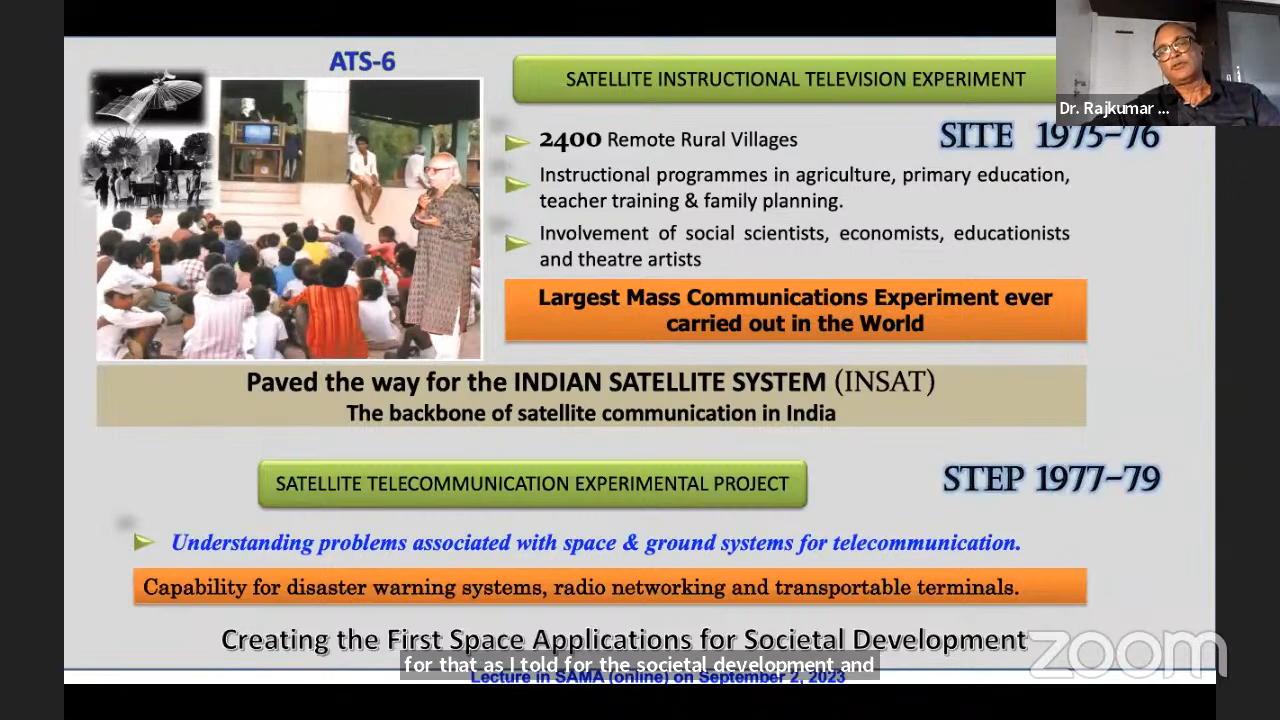 ATS-6
SATELLITE INSTRUCTIONAL TELEVISION EXPERIMENT
Dr. Rajkumar ...
SITE 1975-76
2400 Remote Rural Villages
Instructional programmes in agriculture, primary education,
teacher training & family planning.
Involvement of social scientists, economists, educationists
and theatre artists
Largest Mass Communications Experiment ever
carried out in the World
Paved the way for the INDIAN SATELLITE SYSTEM (INSAT)
The backbone of satellite communication in India
SATELLITE TELECOMMUNICATION EXPERIMENTAL PROJECT
STEP 1977-79
Understanding problems associated with space & ground systems for telecommunication.
Capability for disaster warning systems, radio networking and transportable terminals.
Creating the First Space Applications for Societal Development
zoom
for that as I told for the societal development and
Lecture in SAMA (online) on September 2, 2023